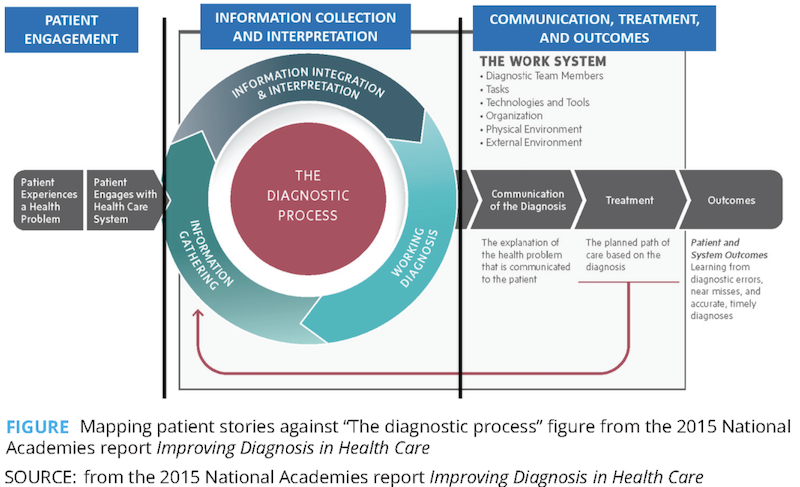 PATIENT
ENGAGEMENT
INFORMATION COLLECTION
AND INTERPRETATION
COMMUNICATION, TREATMENT,
AND OUTCOMES
THE WORK SYSTEM
• Diagnostic Team Members
• Tasks
• Technologies and Tools
• Organization
• Physical Environment
• External Environment
INFORMATION INTEGRATION
& INTERPRETATION
THE
DIAGNOSTIC
PROCESS
INFORMATION
GATHERING
WORKING
DIAGNOSIS
Patient
Experiences
a Health
Problem
Patient
Engages with
Health Care
System
Communication
of the Diagnosis
Treatment
Outcomes
The explanation of
the health problem
that is communicated
to the patient
The planned path of
care based on the
diagnosis
Patient and
System Outcomes
Learning from
diagnostic errors,
near misses, and
accurate, timely
diagnoses
FIGURE Mapping patient stories against “The diagnostic process” figure from the 2015 National
Academies report Improving Diagnosis in Health Care
SOURCE: from the 2015 National Academies report Improving Diagnosis in Health Care